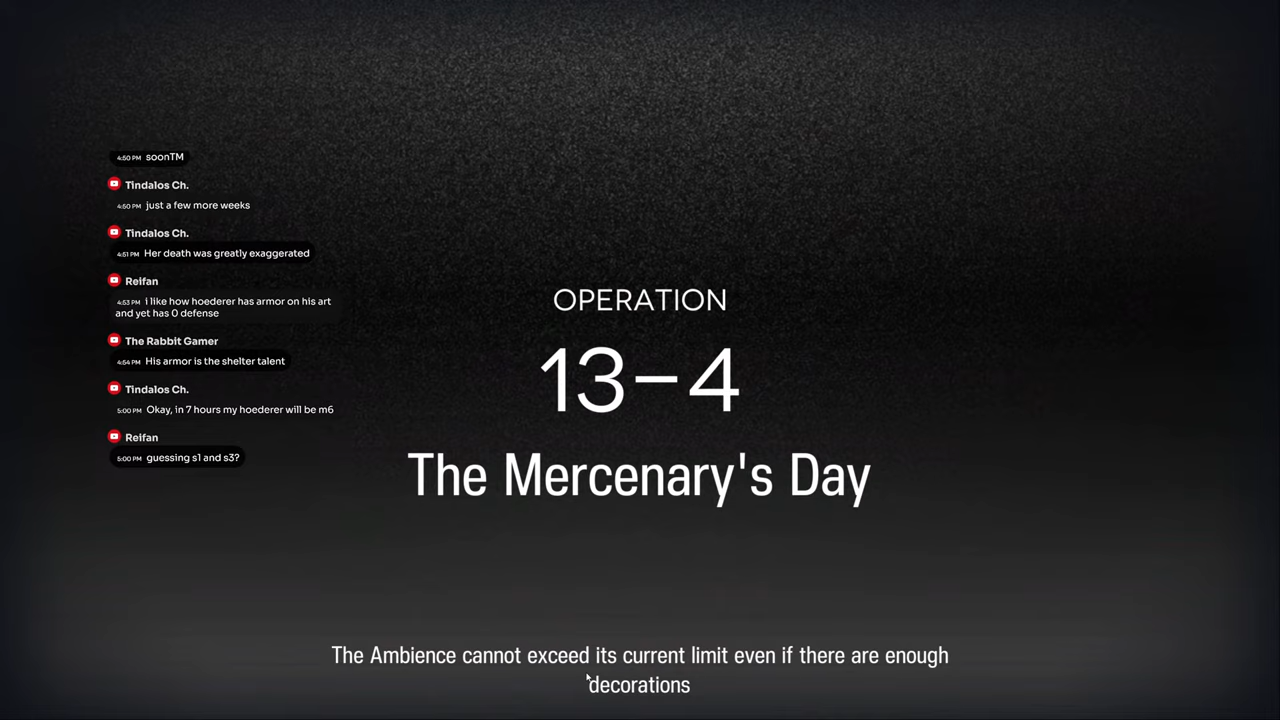 4:50 PM soonTM
Tindalos Ch.
4:50 PM just a few more weeks
Tindalos Ch.
4:51 PM Her death was greatly exaggerated
Reifan
4:53 PM i like how hoederer has armor on his art
and yet has 0 defense
The Rabbit Gamer
4:54 PM His armor is the shelter talent
Tindalos Ch.
5:00 PM Okay, in 7 hours my hoederer will be m6
Reifan
5:00 PM guessing s1 and s3?
OPERATION
13–4
The Mercenary's Day
The Ambience cannot exceed its current limit even if there are enough
decorations